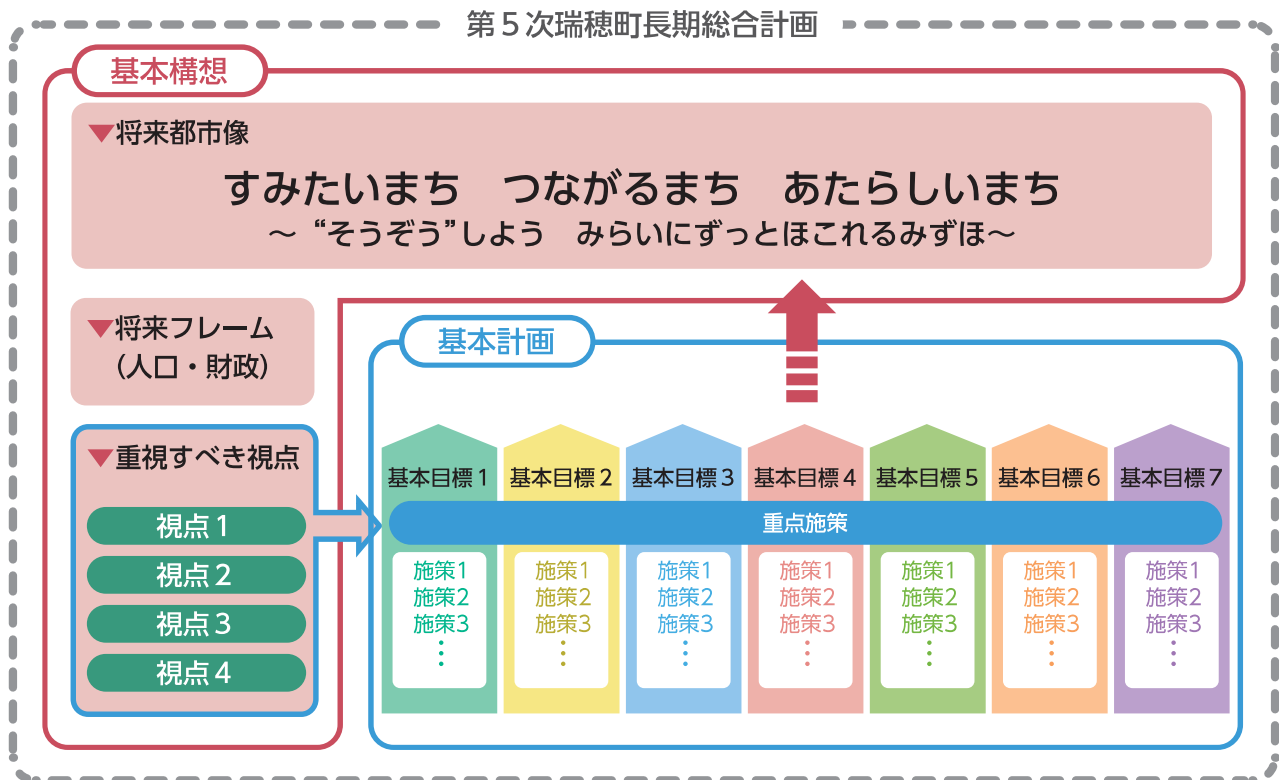 第5次瑞穂町長期総合計画
基本構想
▼将来都市像
すみたいまち　つながるまち　あたらしいまち
～“そうぞう”しよう　みらいにずっとほこれるみずほ～
▼将来フレーム
（人口・財政）
▼重視すべき視点
視点1
視点2
視点3
視点4
基本計画
基本目標1
基本目標2
基本目標3
基本目標4
基本目標5
基本目標6
基本目標7
重点施策
施策1
施策2
施策3
⋮
施策1
施策2
施策3
⋮
施策1
施策2
施策3
⋮
施策1
施策2
施策3
⋮
施策1
施策2
施策3
⋮
施策1
施策2
施策3
⋮
施策1
施策2
施策3
⋮